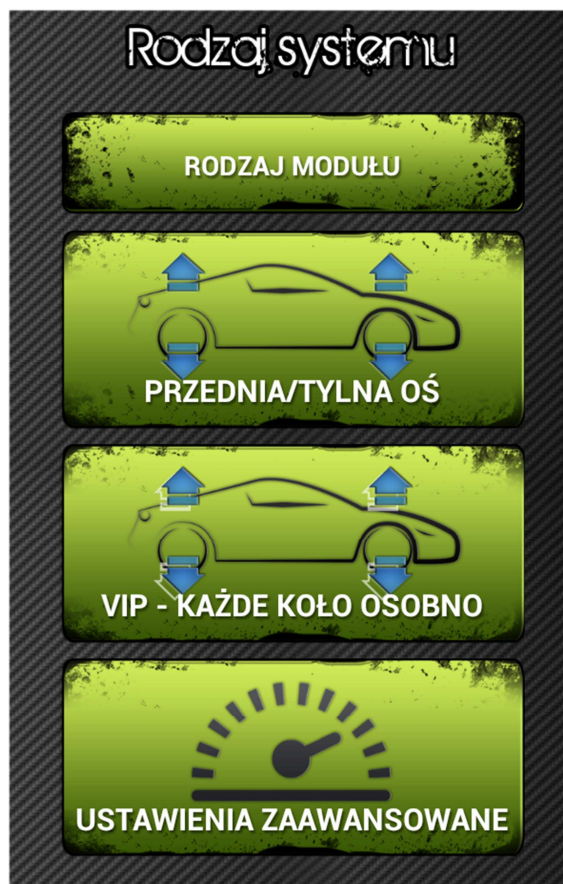 Rodzaj systemu
RODZAJ MODUŁU
PRZEDNIA/TYLNA OŚ
VIP - KAŻDE KOŁO OSOBNO
USTAWIENIA ZAAWANSOWANE